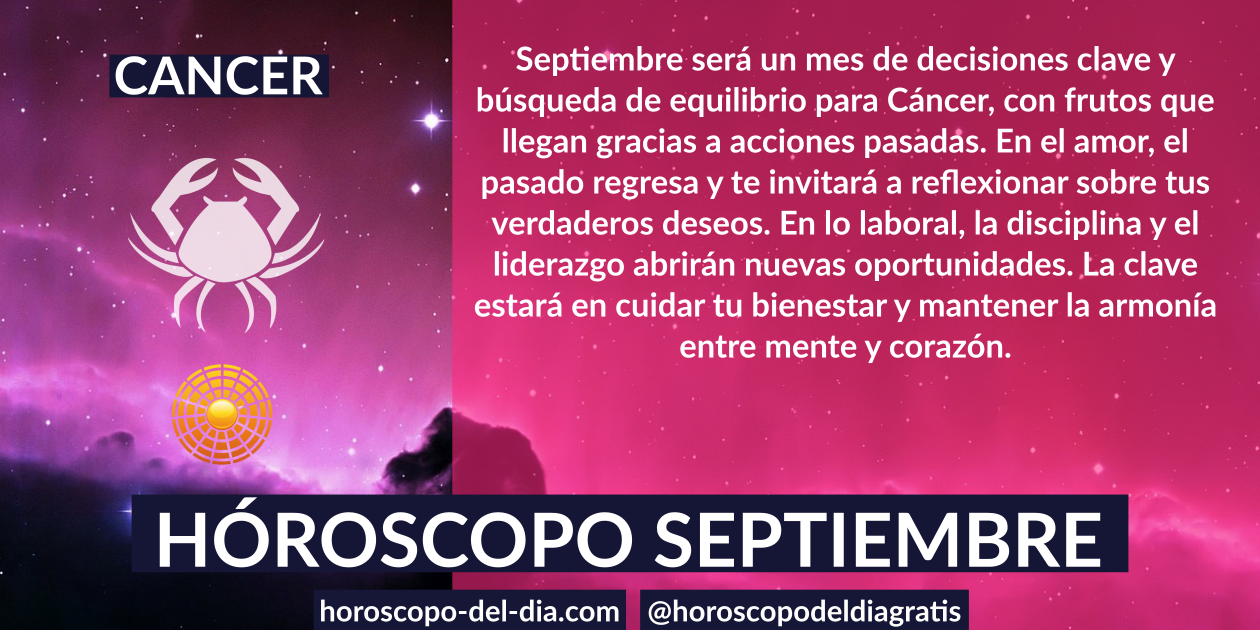 CANCER
Septiembre será un mes de decisiones clave y
búsqueda de equilibrio para Cáncer, con frutos que
llegan gracias a acciones pasadas. En el amor, el
pasado regresa y te invitará a reflexionar sobre tus
verdaderos deseos. En lo laboral, la disciplina y el
liderazgo abrirán nuevas oportunidades. La clave
estará en cuidar tu bienestar y mantener la armonía
entre mente y corazón.
HÓROSCOPO SEPTIEMBRE
horoscopo-del-dia.com
@horoscopodeldiagratis